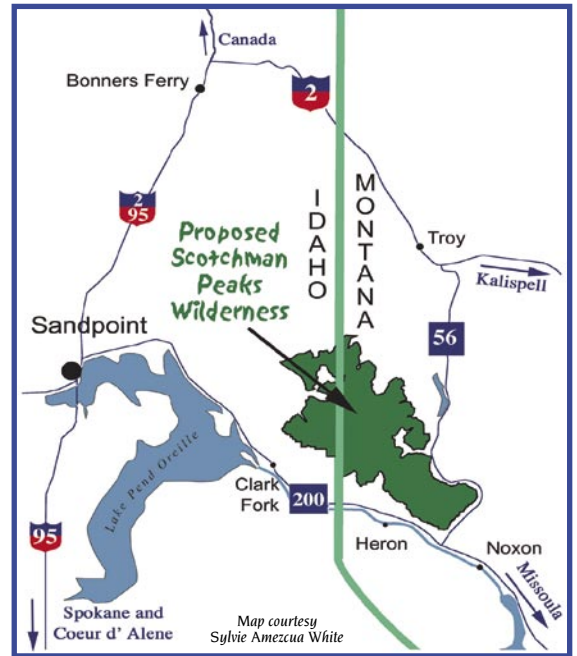 Canada
Bonners Ferry
2
IDAHO
MONTANA
2
95
Proposed
Scotchman
Peaks
Wilderness
Troy
Kalispell
Sandpoint
56
Lake Pend Oreille
Clark
Fork
200
Heron
Noxon
95
Missoula
Spokane and
Coeur d' Alene
Map courtesy
Sylvie Amezcua White